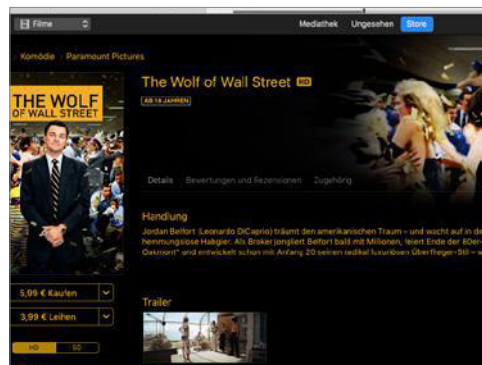 Filme
Mediathek Ungesehen Store
Komödie Paramount Pictures
The Wolf of Wall Street HD
AB 16 JAHREN
THE WOLF
OF WALL STREET
Details Bewertungen und Rezensionen Zugehörig
Handlung
Jordan Belfort (Leonardo DiCaprio) träumt den amerikanischen Traum – und wacht auf in de
hemmungslose Habgier. Als Broker jongliert Belfort bald mit Millionen, feiert Ende der 80er-
Oakmont" und entwickelt schon mit Anfang 20 seinen radikal luxuriösen Überflieger-Stil –
5,99 € Kaufen
3,99 € Leihen
Trailer
HD SD